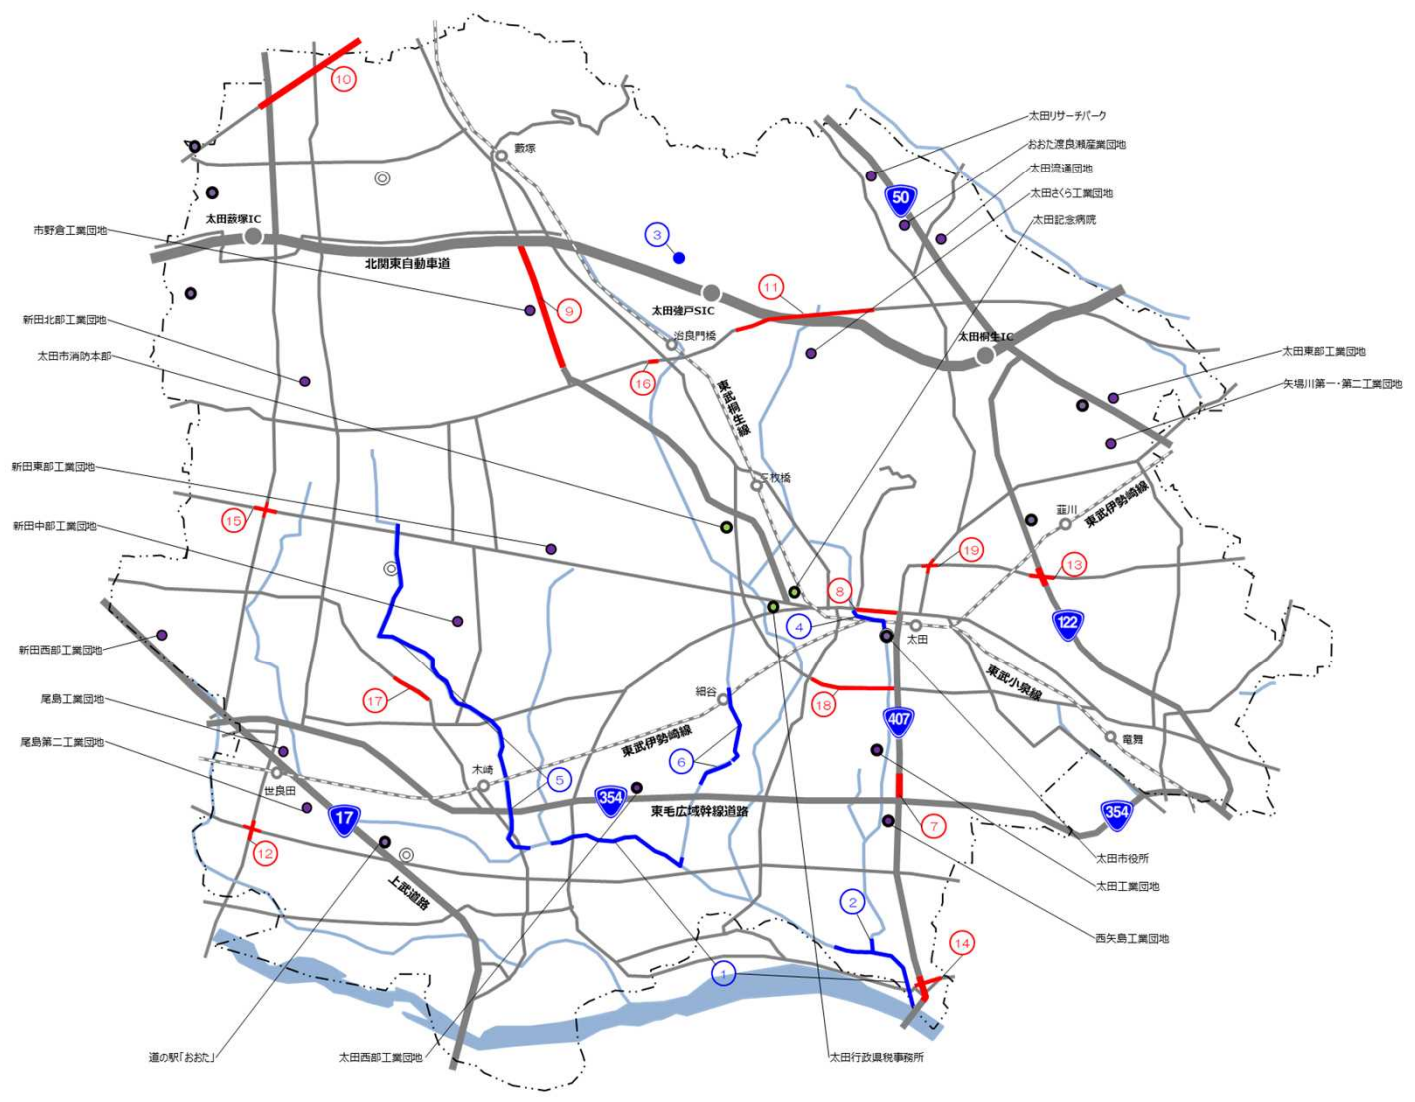 10
太田リサーチパーク
おおた渡良瀬産業団地
藪塚
太田流通団地
太田さくら工業団地
50
太田藪塚IC
太田記念病院
市野倉工業団地
3
北関東自動車道
11
太田強戸SIC
9
新田北部工業団地
治良門橋
太田桐生IC
太田市消防本部
太田東部工業団地
16
矢場川第一・第二工業団地
東武桐生線
新田東部工業団地
三枚橋
東武伊勢崎線
韮川
15
新田中部工業団地
19
13
8
4
122
太田
新田西部工業団地
東武小泉線
17
細谷
18
尾島工業団地
407
尾島第二工業団地
東武伊勢崎線
竜舞
6
木崎
5
世良田
354
東毛広域幹線道路
354
17
7
12
太田市役所
上武道路
太田工業団地
2
西矢島工業団地
14
1
道の駅「おおた」
太田西部工業団地
太田行政県税事務所